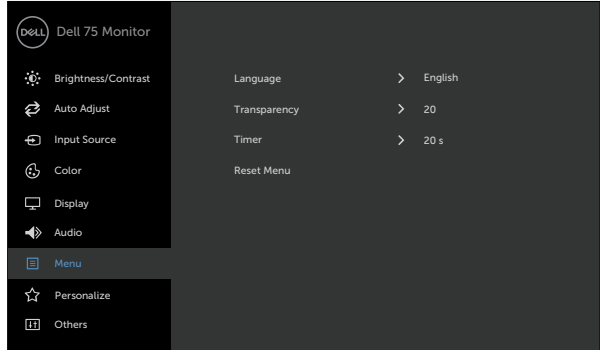 DELL Dell 75 Monitor
Brightness/Contrast
Auto Adjust
Input Source
Color
Display
Audio
Menu
Personalize
Others
Language > English
Transparency > 20
Timer > 20 s
Reset Menu